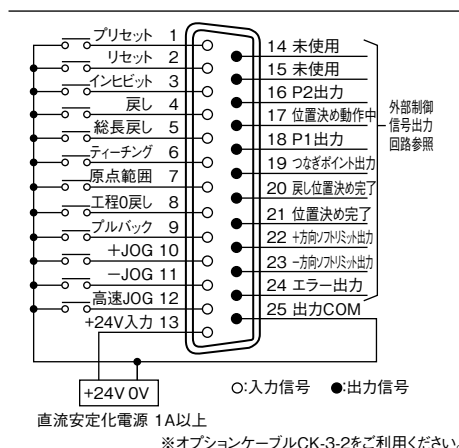 プリセット 1
リセット 2
インヒビット 3
戻し 4
総長戻し 5
ティーチング 6
原点範囲 7
工程0戻し 8
プルバック 9
＋JOG 10
－JOG 11
高速JOG 12
+24V入力 13
14 未使用
15 未使用
16 P2出力
17 位置決め動作中
18 P1出力
19 つなぎポイント出力
20 戻し位置決め完了
21 位置決め完了
22 +方向ソフトリミット出力
23 -方向ソフトリミット出力
24 エラー出力
25 出力COM
外部制御
信号出力
回路参照
+24V 0V
○:入力信号 ●:出力信号
直流安定化電源 1A以上
※オプションケーブルCK-3-2をご利用ください。